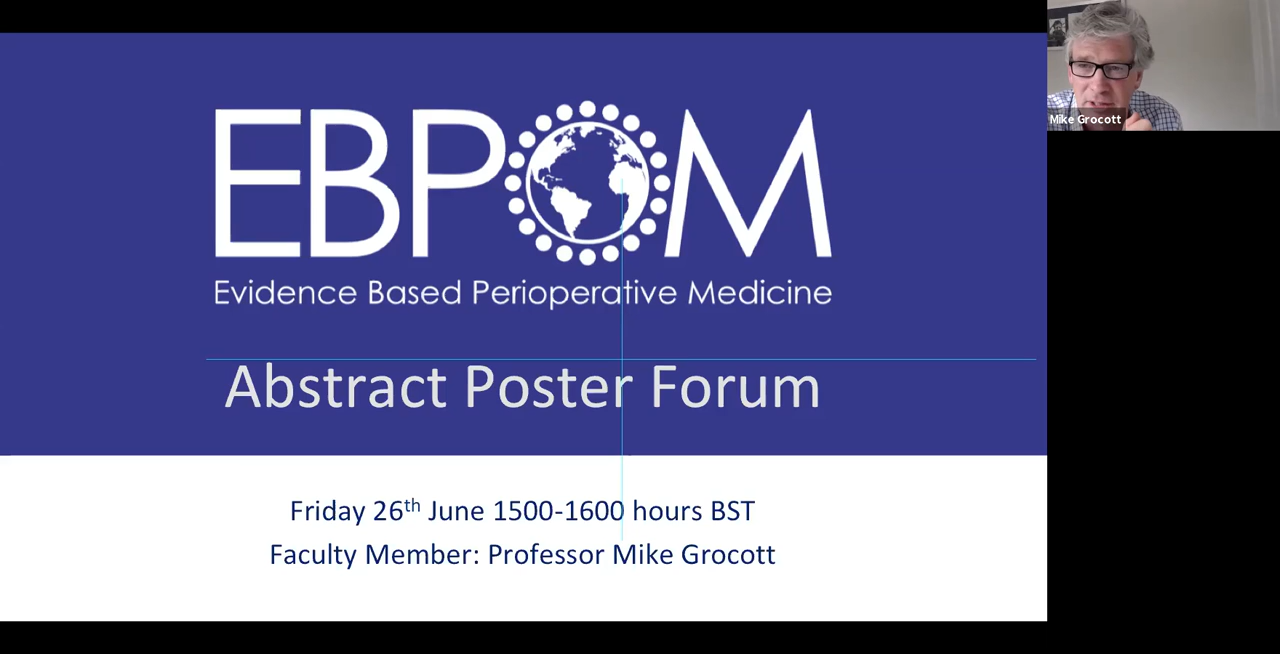 EBPOM
Evidence Based Perioperative Medicine
Abstract Poster Forum
Friday 26th June 1500-1600 hours BST
Faculty Member: Professor Mike Grocott
Mike Grocott